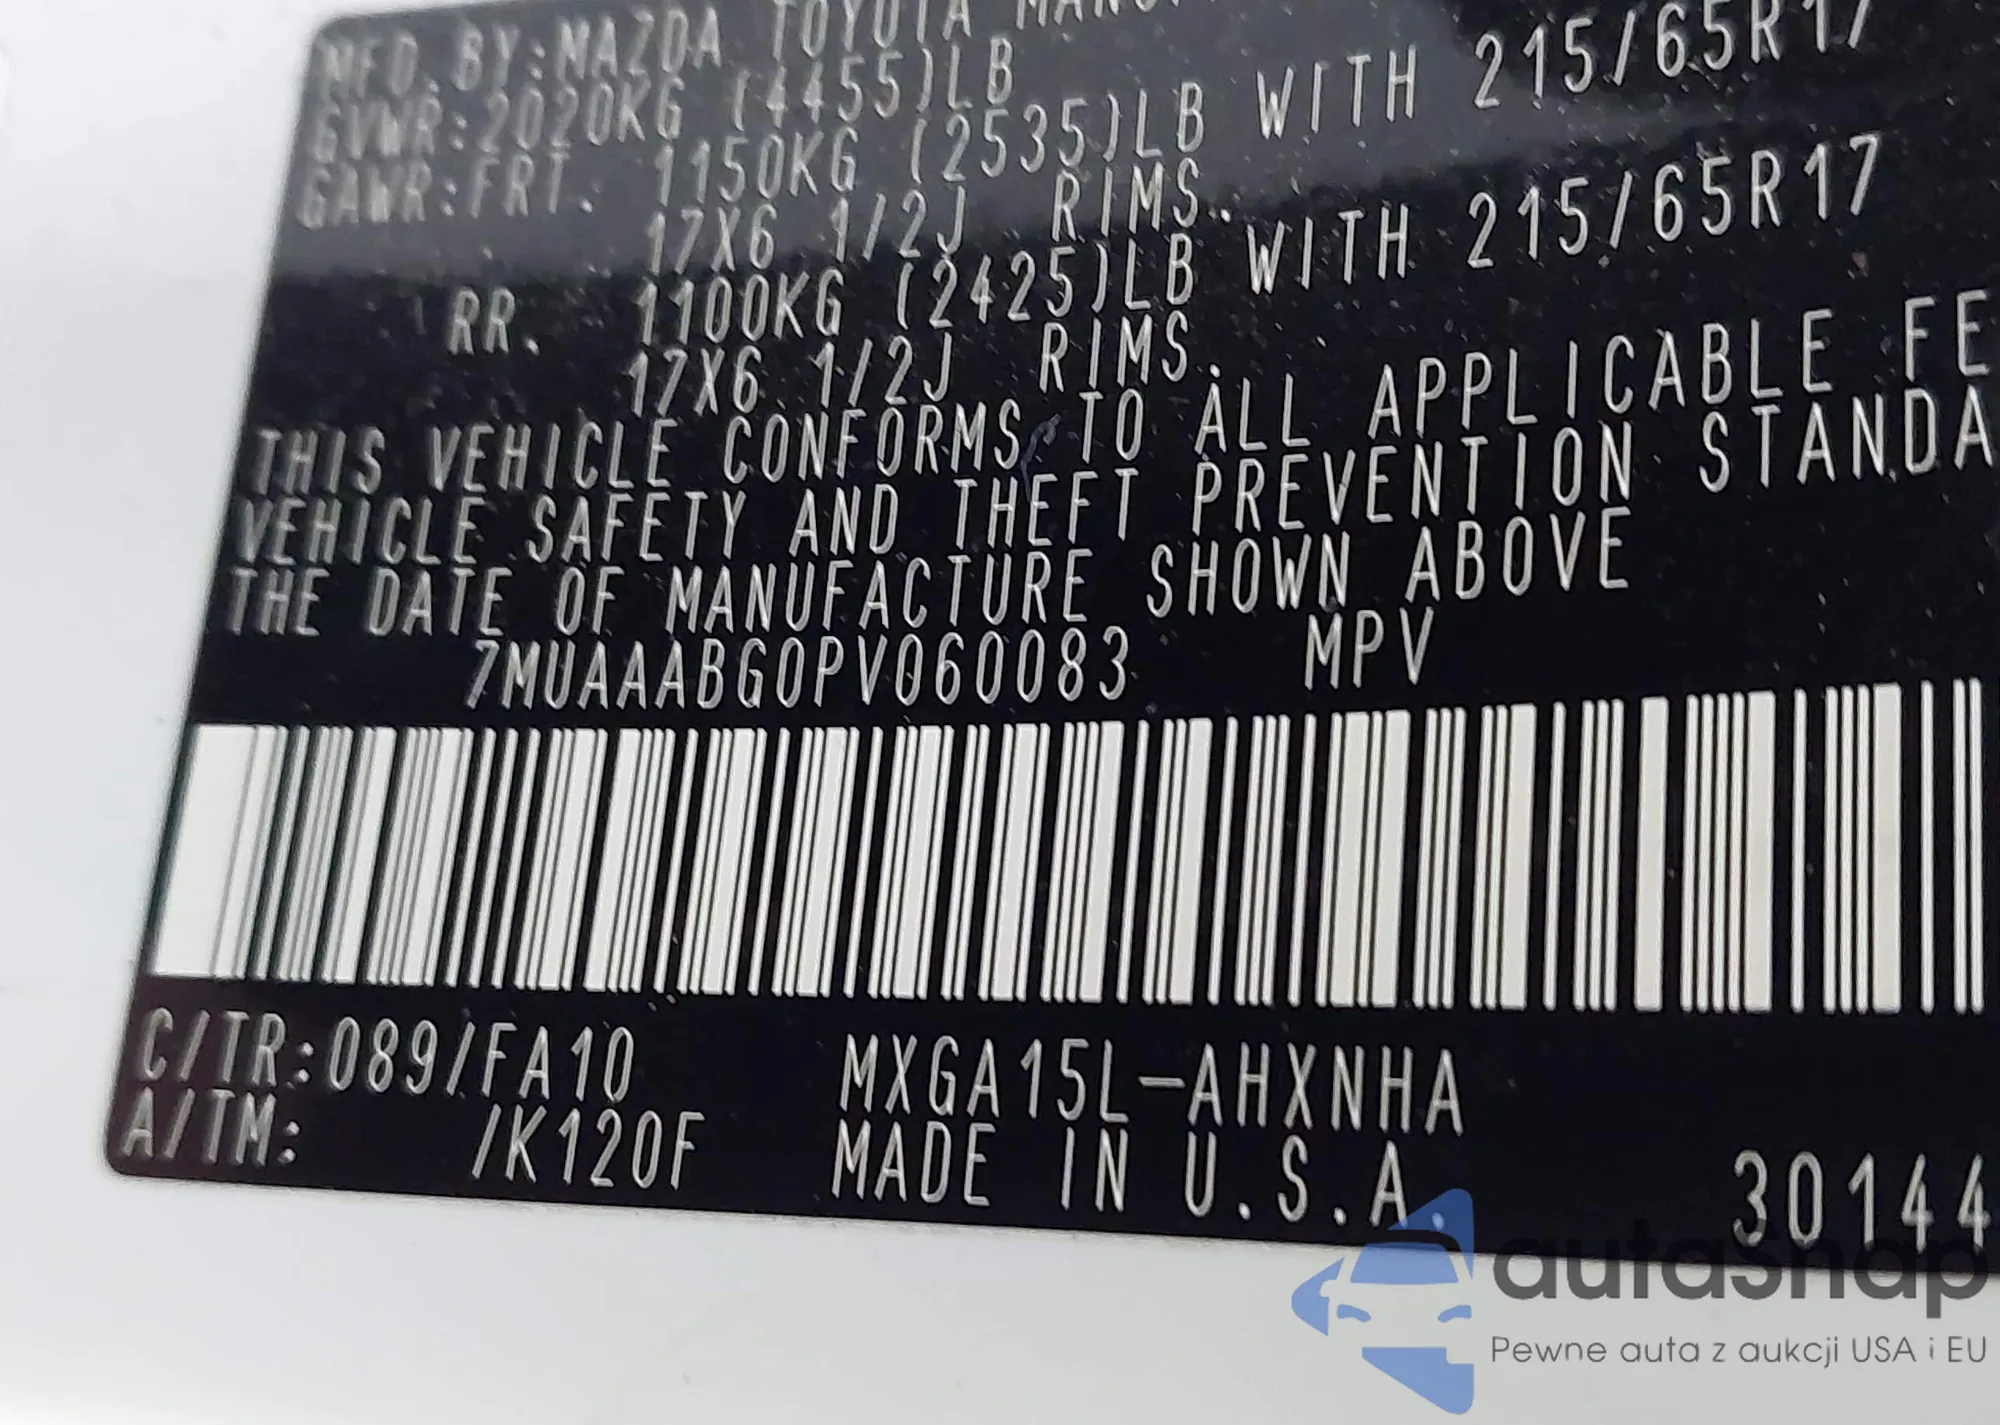 MFD. BY:MAZDA TOYOTA MANUF
GVWR:2020KG (4455)LB
GAWR:FRT. 1150KG (2535)LB WITH 215/65R17
17X6 1/2J RIMS.
RR. 1100KG (2425)LB WITH 215/65R17
17X6 1/2J RIMS.
THIS VEHICLE CONFORMS TO ALL APPLICABLE FE
VEHICLE SAFETY AND THEFT PREVENTION STANDA
THE DATE OF MANUFACTURE SHOWN ABOVE
7MUAAABG0PV060083 MPV
C/TR:089/FA10 MXGA15L-AHXNHA
A/TM: /K120F MADE IN U.S.A. 30144
autasnap
Pewne auta z aukcji USA i EU